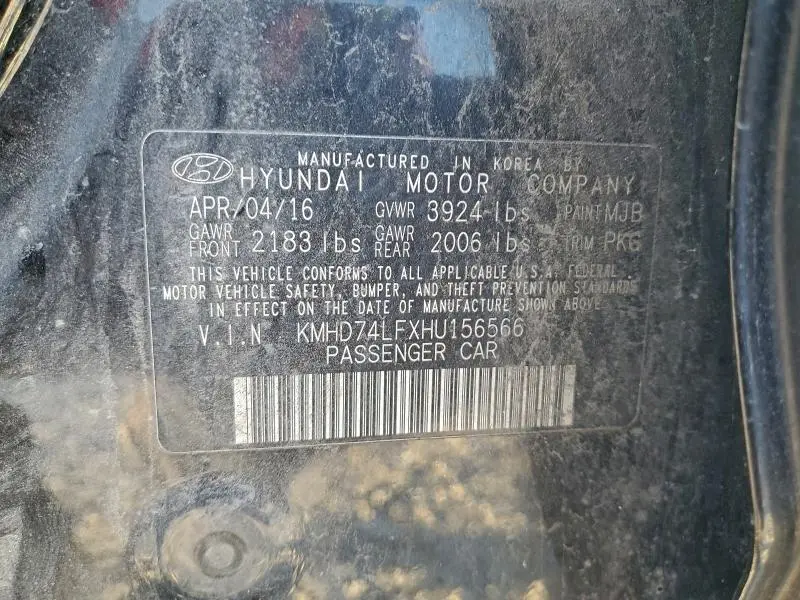 MANUFACTURED IN KOREA BY
HYUNDAI MOTOR COMPANY
APR/04/16 GVWR 3924 lbs PAINT MJB
GAWR FRONT 2183 lbs GAWR REAR 2006 lbs TRIM PKG
THIS VEHICLE CONFORMS TO ALL APPLICABLE U.S.A. FEDERAL
MOTOR VEHICLE SAFETY, BUMPER, AND THEFT PREVENTION STANDARDS
IN EFFECT ON THE DATE OF MANUFACTURE SHOWN ABOVE.
V.I.N KMHD74LFXHU156566
PASSENGER CAR